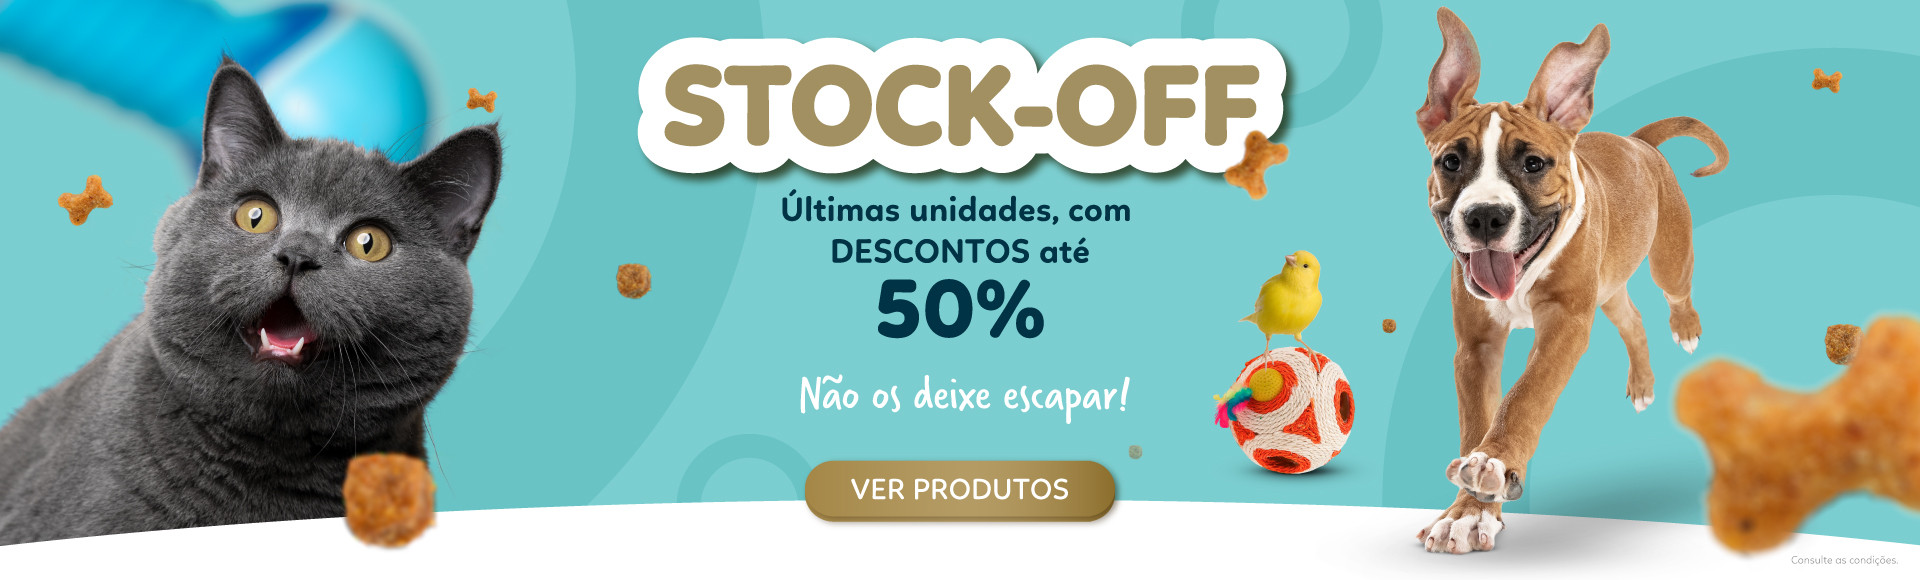 STOCK-OFF
Últimas unidades, com
DESCONTOS até
50%
Não os deixe escapar!
VER PRODUTOS
Consulte as condições.